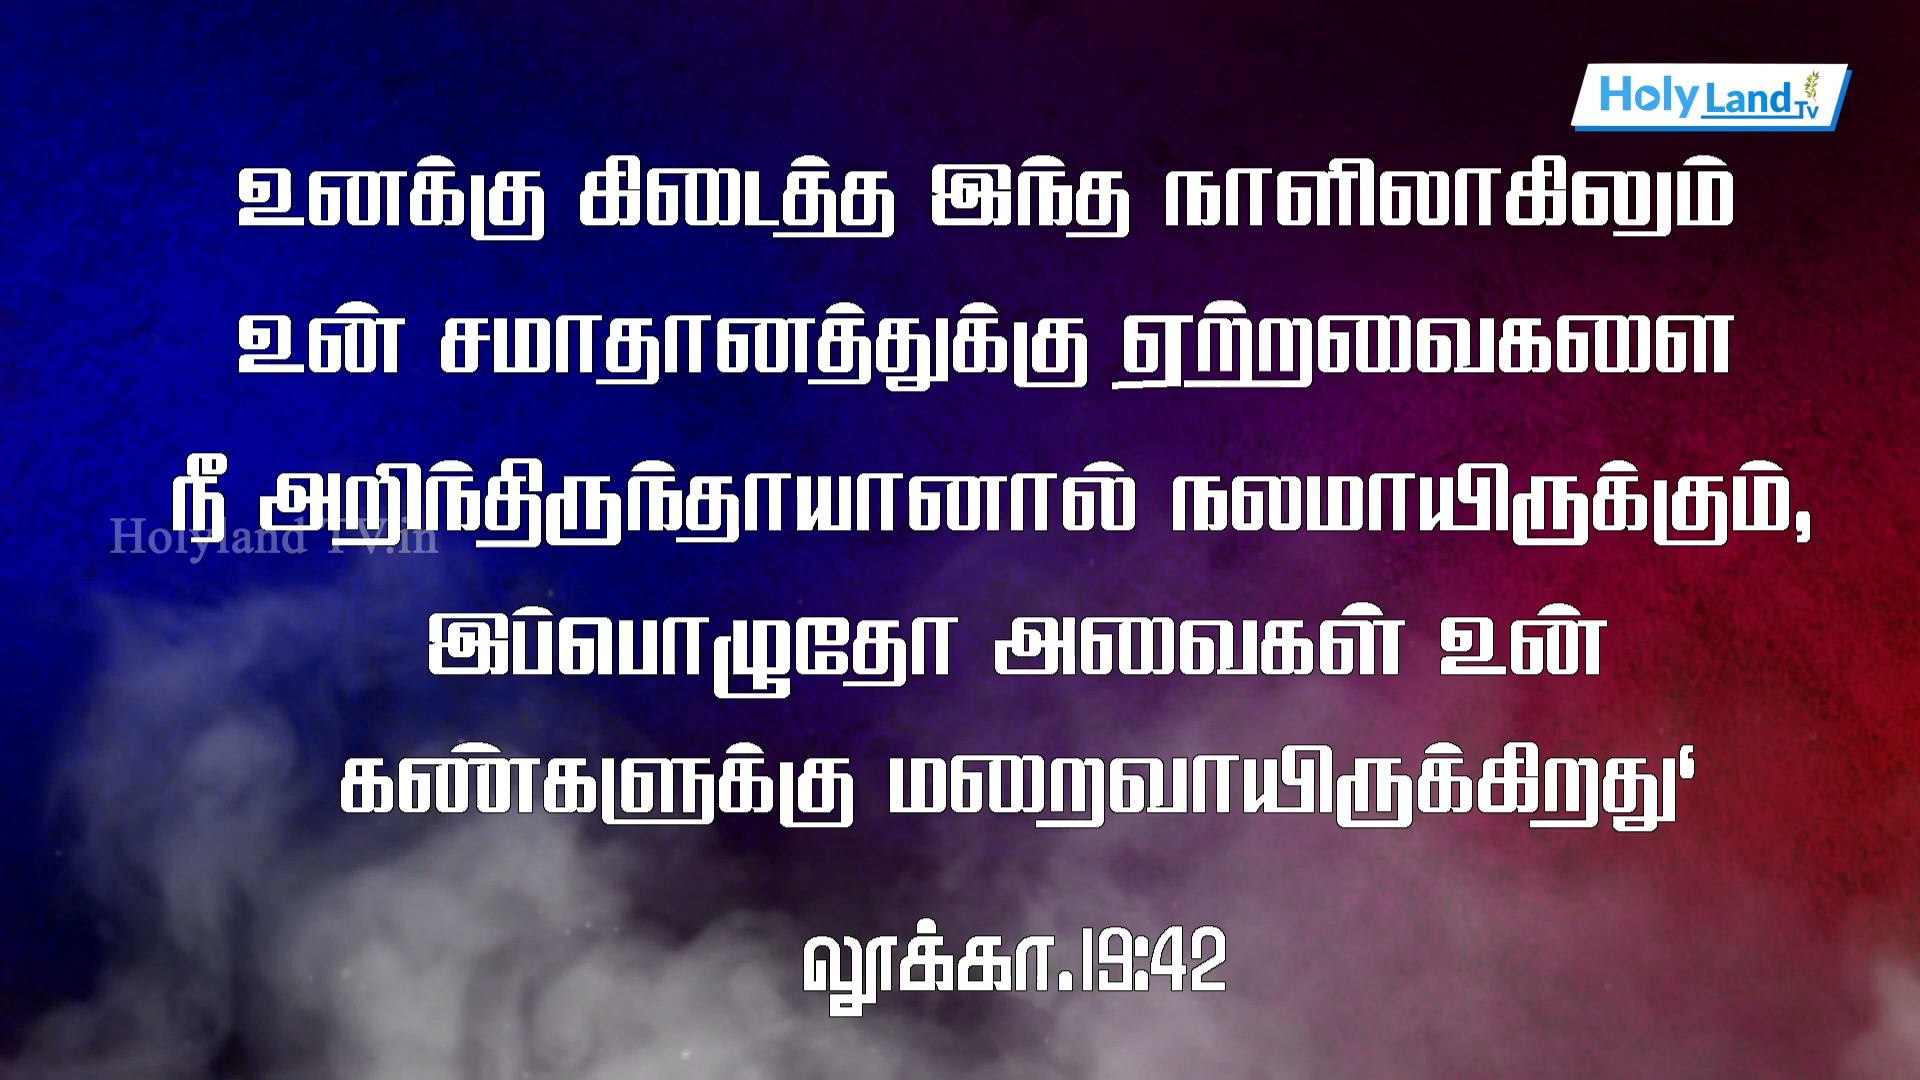 Holy Land TV
உனக்கு கிடைத்த இந்த நாளிலாகிலும்
உன் சமாதானத்துக்கு ஏற்றவைகளை
நீ அறிந்திருந்தாயானால் நலமாயிருக்கும்,
Holyland TV.in
இப்பொழுதோ அவைகள் உன்
கண்களுக்கு மறைவாயிருக்கிறது‘
லூக்கா.19:42